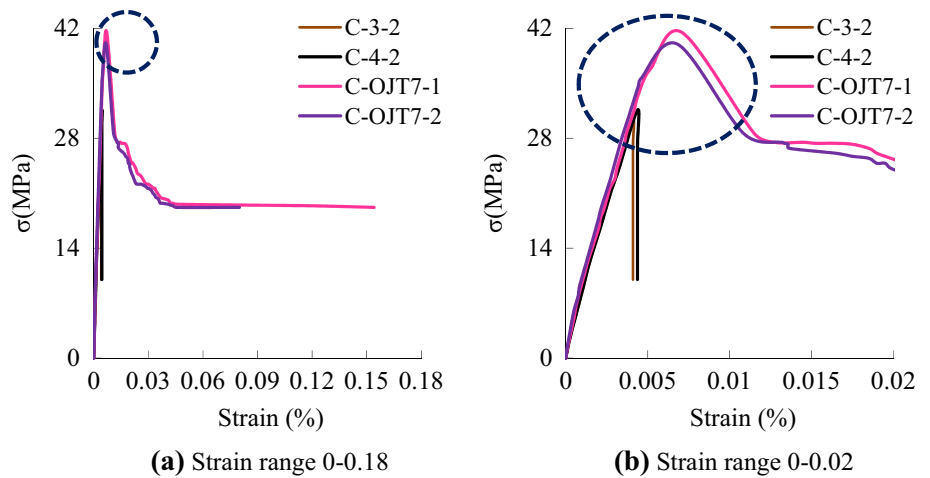 42
28
14
0
σ(MPa)
0
0.03
0.06
0.09
0.12
0.15
0.18
Strain (%)
C-3-2
C-4-2
C-OJT7-1
C-OJT7-2
(a) Strain range 0-0.18
42
28
14
0
σ(MPa)
0
0.005
0.01
0.015
0.02
Strain (%)
C-3-2
C-4-2
C-OJT7-1
C-OJT7-2
(b) Strain range 0-0.02